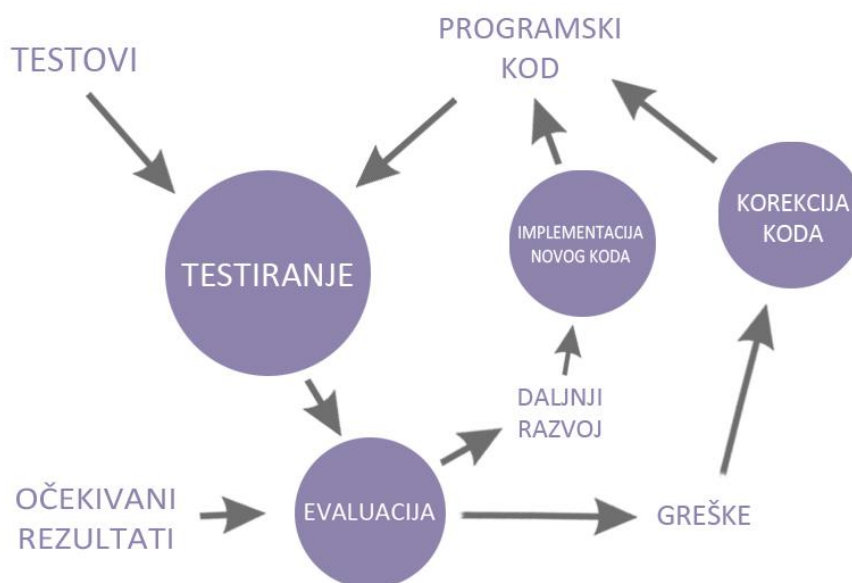 TESTOVI
PROGRAMSKI
KOD
TESTIRANJE
IMPLEMENTACIJA
NOVOG KODA
KOREKCIJA
KODA
DALJNJI
RAZVOJ
OČEKIVANI
REZULTATI
EVALUACIJA
GREŠKE